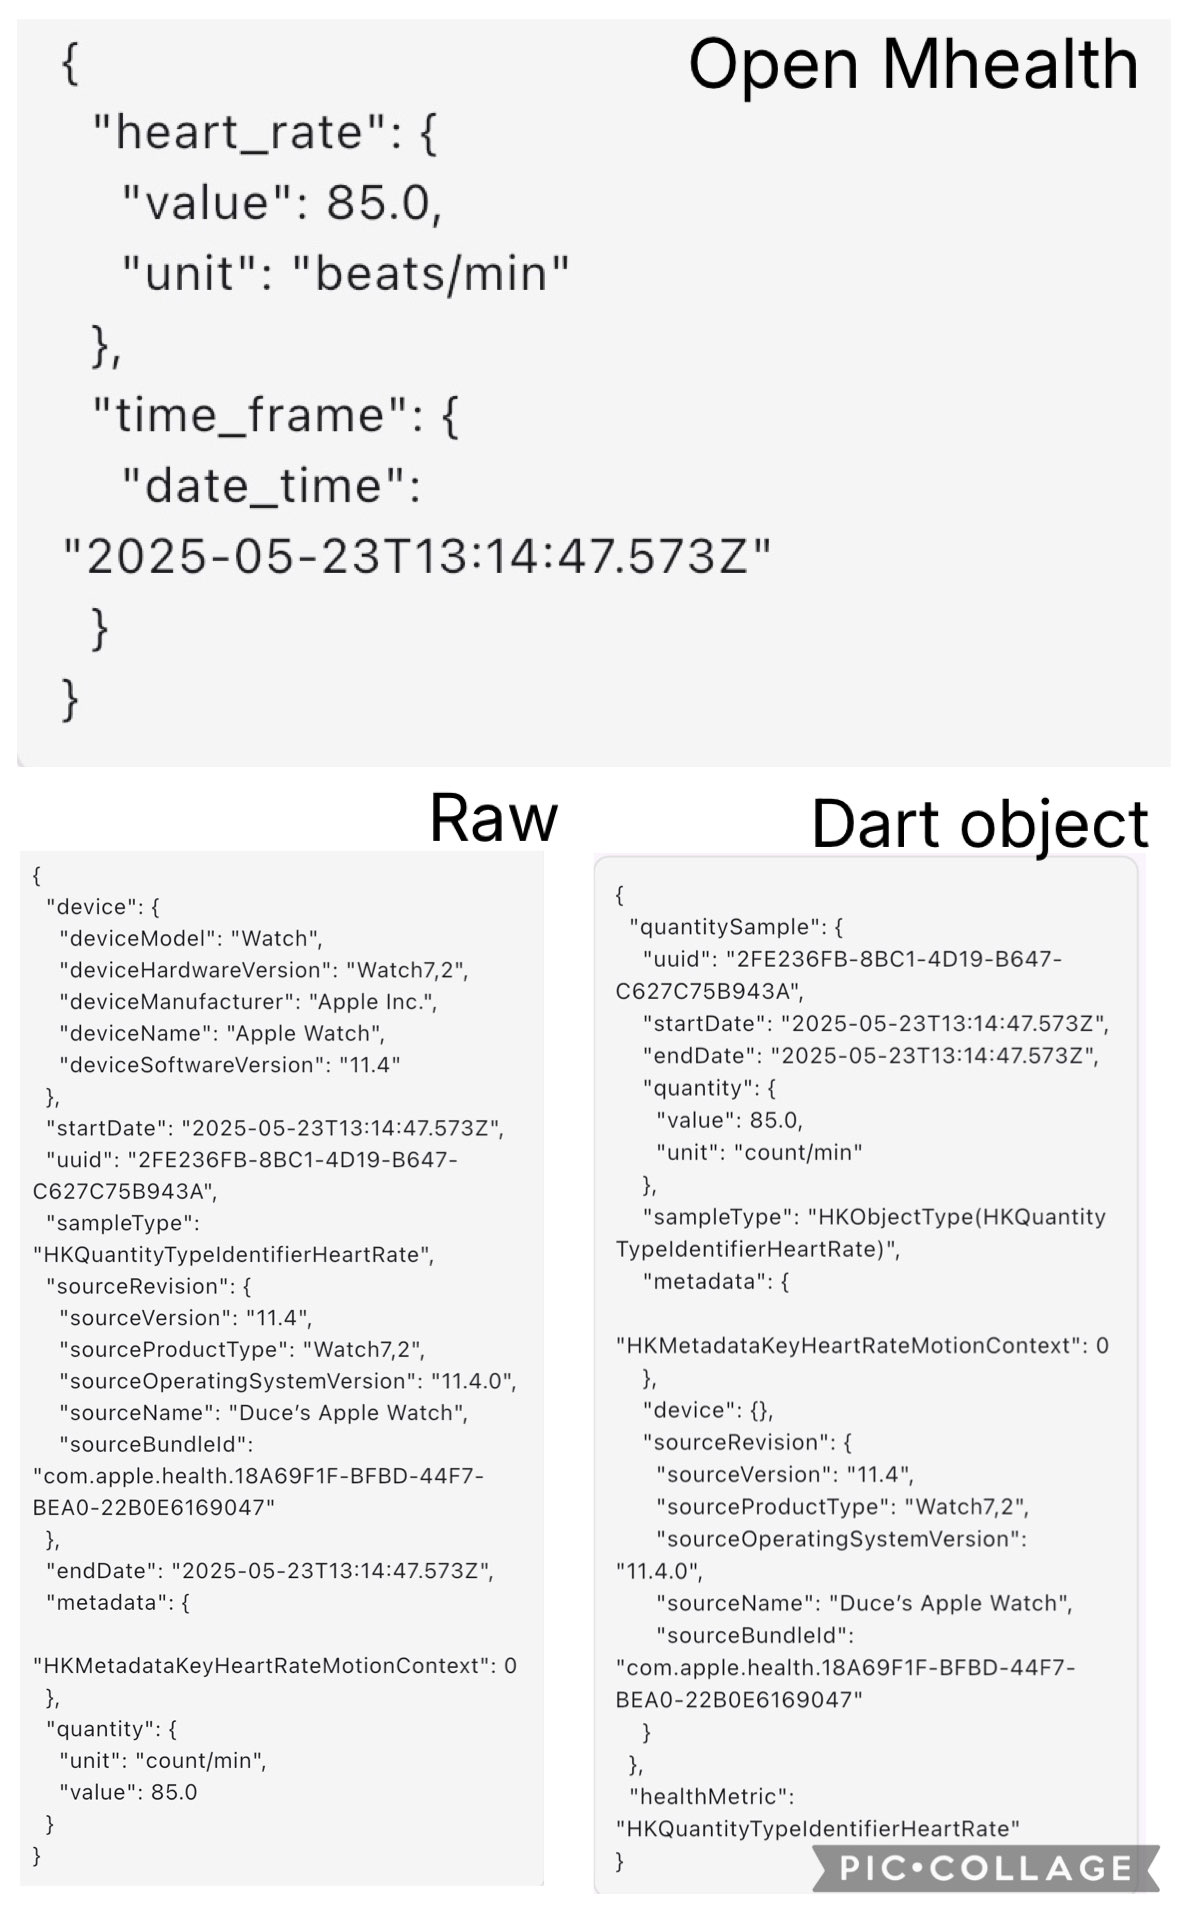 Open Mhealth
{
"heart_rate": {
"value": 85.0,
"unit": "beats/min"
},
"time_frame": {
"date_time":
"2025-05-23T13:14:47.573Z"
}
}
Raw
{
"device": {
"deviceModel": "Watch",
"deviceHardwareVersion": "Watch7,2",
"deviceManufacturer": "Apple Inc.",
"deviceName": "Apple Watch",
"deviceSoftwareVersion": "11.4"
},
"startDate": "2025-05-23T13:14:47.573Z",
"uuid": "2FE236FB-8BC1-4D19-B647-
C627C75B943A",
"sampleType":
"HKQuantityTypeIdentifierHeartRate",
"sourceRevision": {
"sourceVersion": "11.4",
"sourceProductType": "Watch7,2",
"sourceOperatingSystemVersion": "11.4.0",
"sourceName": "Duce’s Apple Watch",
"sourceBundleId":
"com.apple.health.18A69F1F-BFBD-44F7-
BEA0-22B0E6169047"
},
"endDate": "2025-05-23T13:14:47.573Z",
"metadata": {
"HKMetadataKeyHeartRateMotionContext": 0
},
"quantity": {
"unit": "count/min",
"value": 85.0
}
}
Dart object
{
"quantitySample": {
"uuid": "2FE236FB-8BC1-4D19-B647-
C627C75B943A",
"startDate": "2025-05-23T13:14:47.573Z",
"endDate": "2025-05-23T13:14:47.573Z",
"quantity": {
"value": 85.0,
"unit": "count/min"
},
"sampleType": "HKObjectType(HKQuantity
TypeIdentifierHeartRate)",
"metadata": {
"HKMetadataKeyHeartRateMotionContext": 0
},
"device": {},
"sourceRevision": {
"sourceVersion": "11.4",
"sourceProductType": "Watch7,2",
"sourceOperatingSystemVersion":
"11.4.0",
"sourceName": "Duce’s Apple Watch",
"sourceBundleId":
"com.apple.health.18A69F1F-BFBD-44F7-
BEA0-22B0E6169047"
}
},
"healthMetric":
"HKQuantityTypeIdentifierHeartRate"
}
PIC•COLLAGE